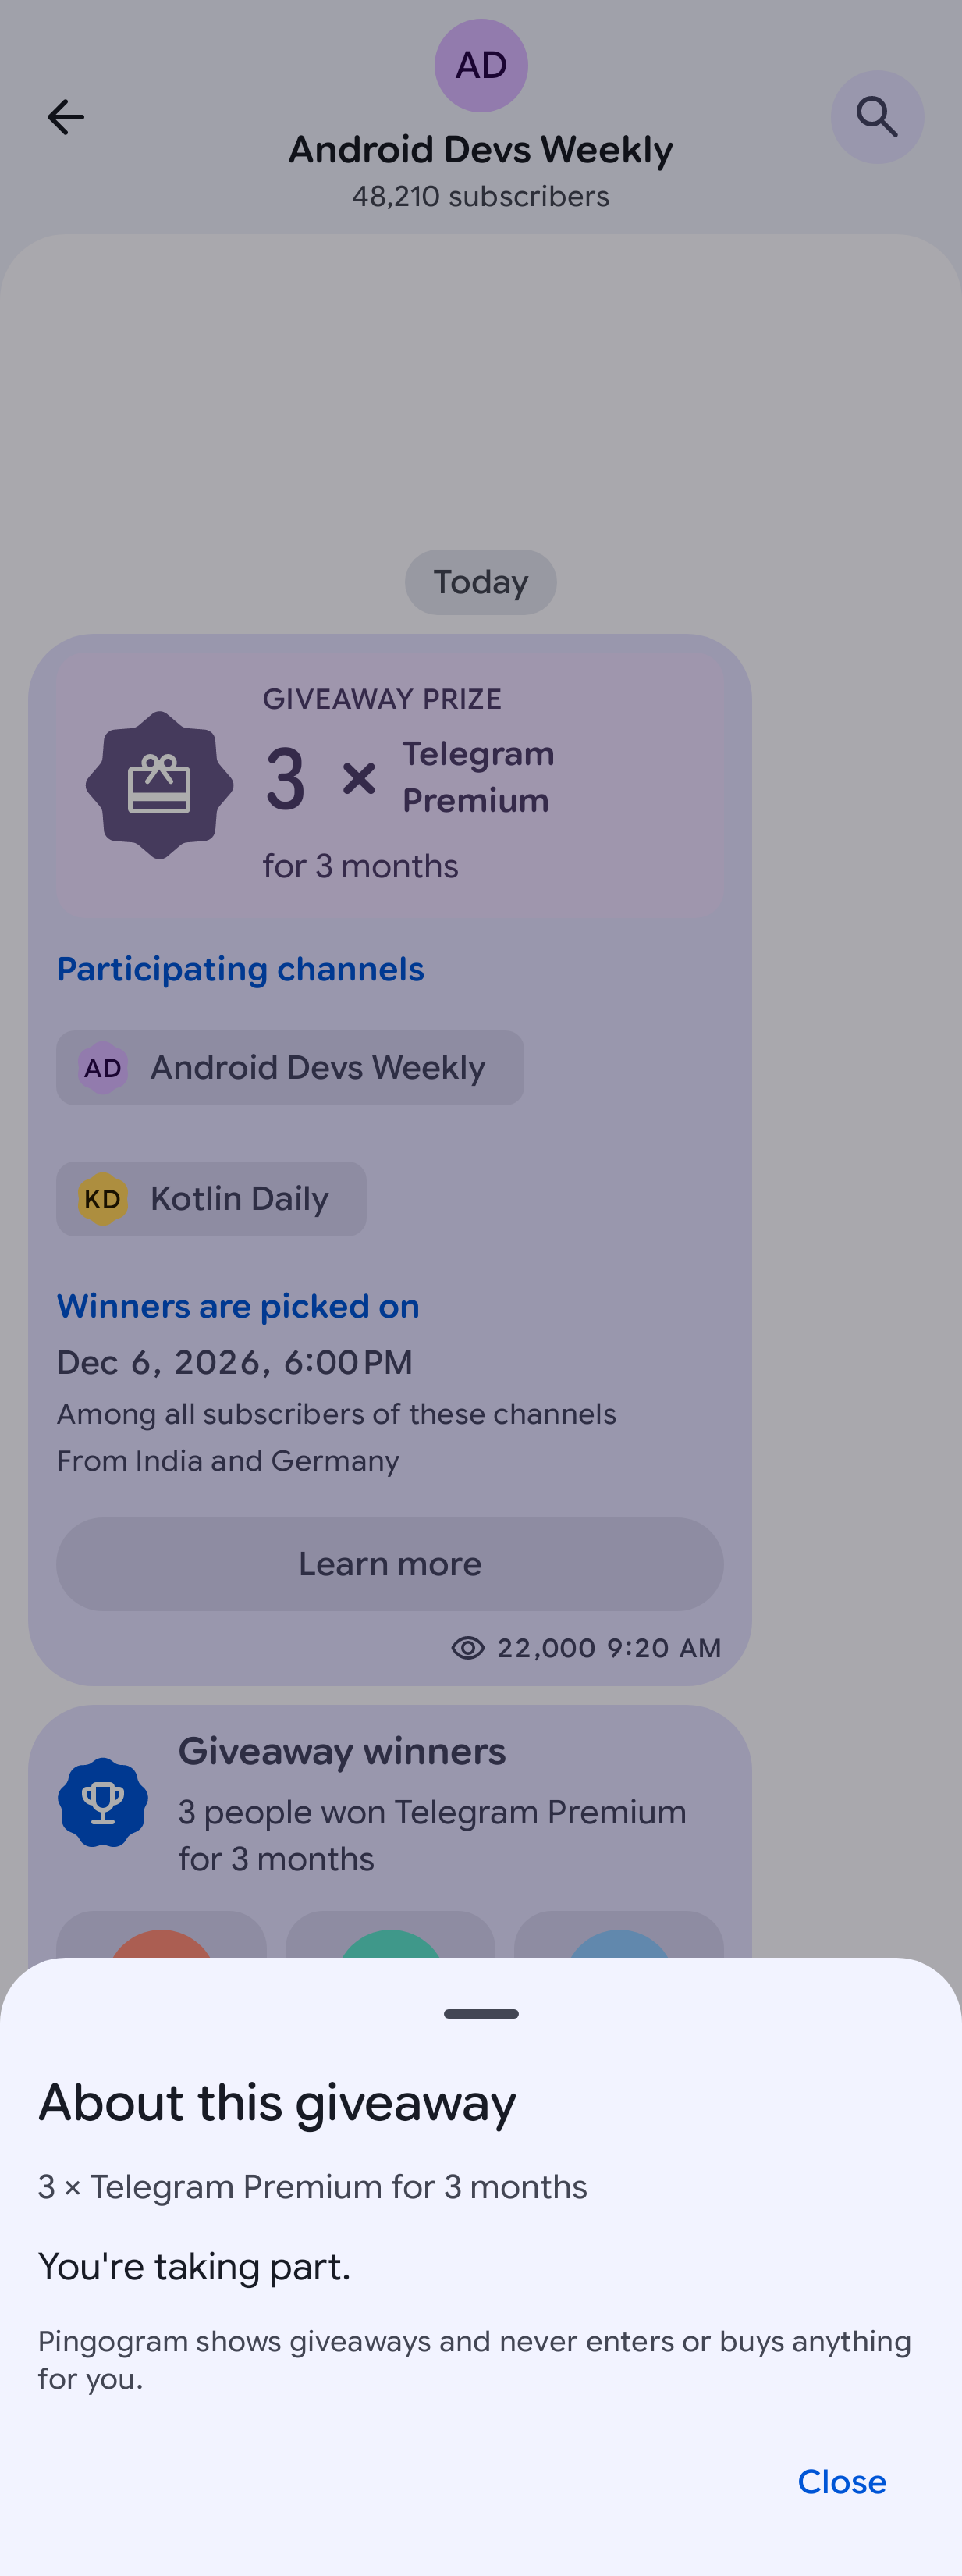 AD
Android Devs Weekly
48,210 subscribers
Today
GIVEAWAY PRIZE
3 × Telegram
Premium
for 3 months
Participating channels
AD Android Devs Weekly
KD Kotlin Daily
Winners are picked on
Dec 6, 2026, 6:00 PM
Among all subscribers of these channels
From India and Germany
Learn more
22,000 9:20 AM
Giveaway winners
3 people won Telegram Premium
for 3 months
About this giveaway
3 × Telegram Premium for 3 months
You're taking part.
Pingogram shows giveaways and never enters or buys anything
for you.
Close